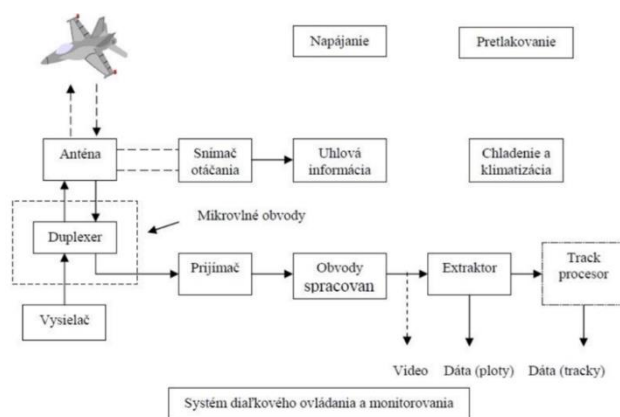 Napájanie
Pretlakovanie
Anténa
Snímač
otáčania
Uhlová
informácia
Chladenie a
klimatizácia
Mikrovlné obvody
Duplexer
Prijímač
Obvody
spracovan
Extraktor
Track
procesor
Vysielač
Video
Dáta (ploty)
Dáta (tracky)
Systém diaľkového ovládania a monitorovania